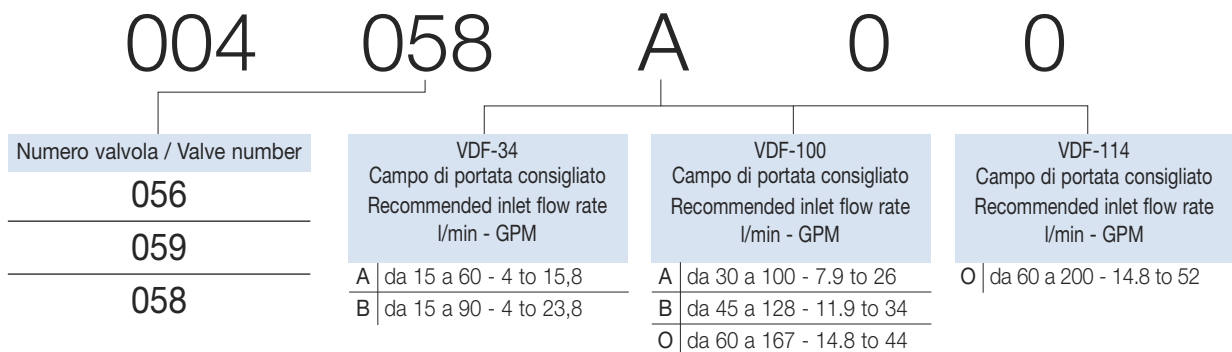 004 058 A 0 0
Numero valvola / Valve number
056
059
058
VDF-34
Campo di portata consigliato
Recommended inlet flow rate
l/min - GPM
A da 15 a 60 - 4 to 15,8
B da 15 a 90 - 4 to 23,8
VDF-100
Campo di portata consigliato
Recommended inlet flow rate
l/min - GPM
A da 30 a 100 - 7.9 to 26
B da 45 a 128 - 11.9 to 34
O da 60 a 167 - 14.8 to 44
VDF-114
Campo di portata consigliato
Recommended inlet flow rate
l/min - GPM
O da 60 a 200 - 14.8 to 52